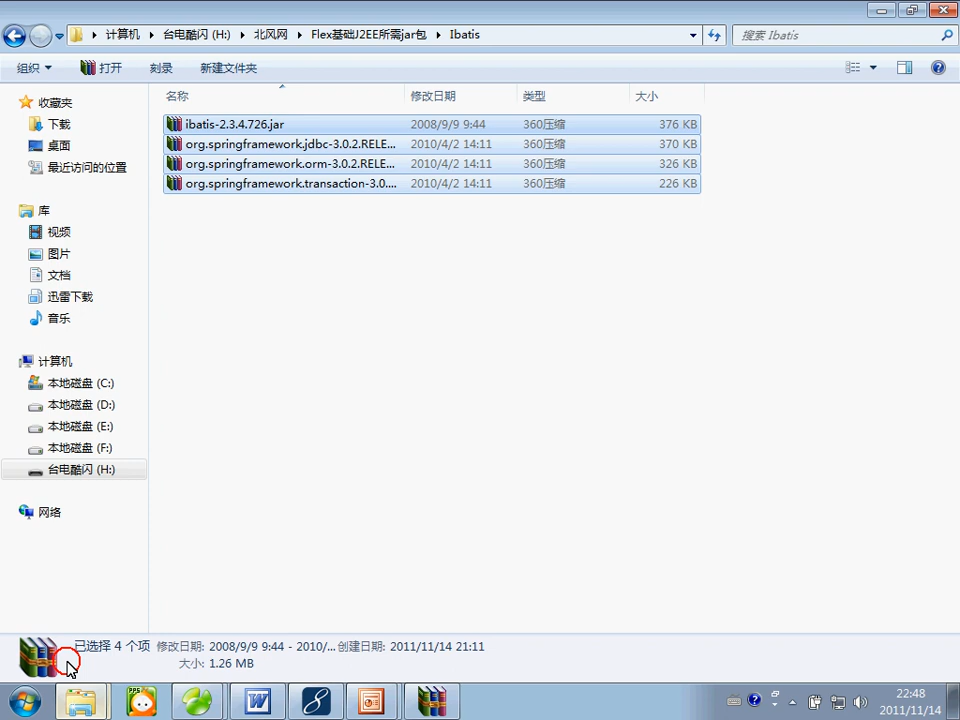 计算机 台电酷闪 (H:) 北风网 Flex基础J2EE所需jar包 Ibatis
搜索 Ibatis
组织 打开 刻录 新建文件夹
名称 修改日期 类型 大小
ibatis-2.3.4.726.jar 2008/9/9 9:44 360压缩 376 KB
org.springframework.jdbc-3.0.2.RELE... 2010/4/2 14:11 360压缩 370 KB
org.springframework.orm-3.0.2.RELE... 2010/4/2 14:11 360压缩 326 KB
org.springframework.transaction-3.0.... 2010/4/2 14:11 360压缩 226 KB
收藏夹
下载
桌面
最近访问的位置
库
视频
图片
文档
迅雷下载
音乐
计算机
本地磁盘 (C:)
本地磁盘 (D:)
本地磁盘 (E:)
本地磁盘 (F:)
台电酷闪 (H:)
网络
已选择 4 个项 修改日期: 2008/9/9 9:44 - 2010/... 创建日期: 2011/11/14 21:11
大小: 1.26 MB
PPS
W
22:48
2011/11/14